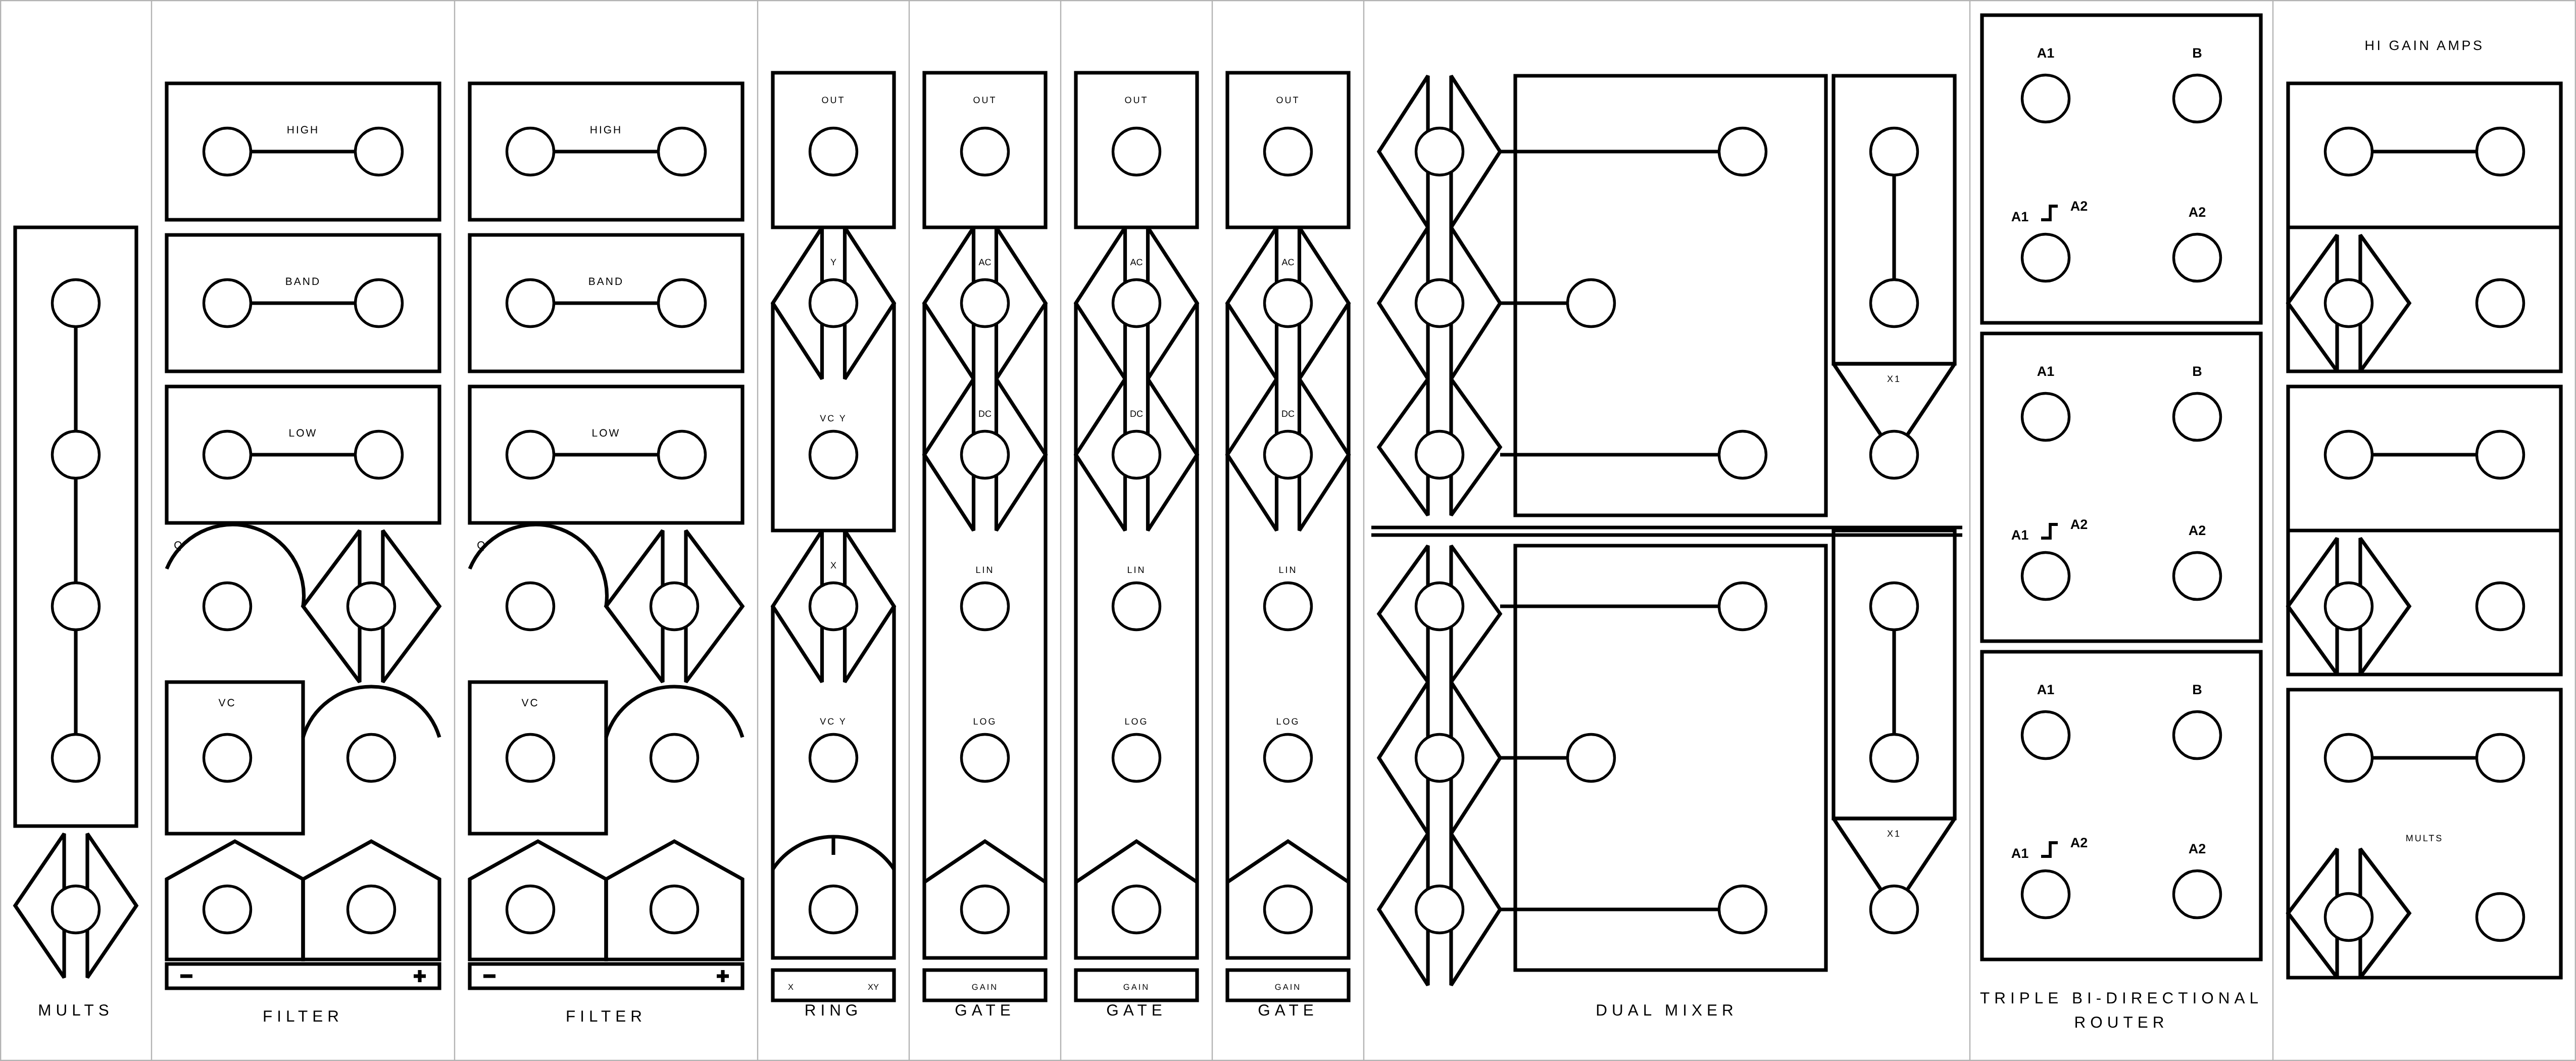 MULTS
HIGH
BAND
LOW
VC
− +
FILTER
HIGH
BAND
LOW
VC
− +
FILTER
OUT
Y
VC Y
X
VC Y
X XY
RING
OUT
AC
DC
LIN
LOG
GAIN
GATE
OUT
AC
DC
LIN
LOG
GAIN
GATE
OUT
AC
DC
LIN
LOG
GAIN
GATE
X1
X1
DUAL MIXER
A1 B
A1 A2 A2
A1 B
A1 A2 A2
A1 B
A1 A2 A2
TRIPLE BI-DIRECTIONAL
ROUTER
HI GAIN AMPS
MULTS